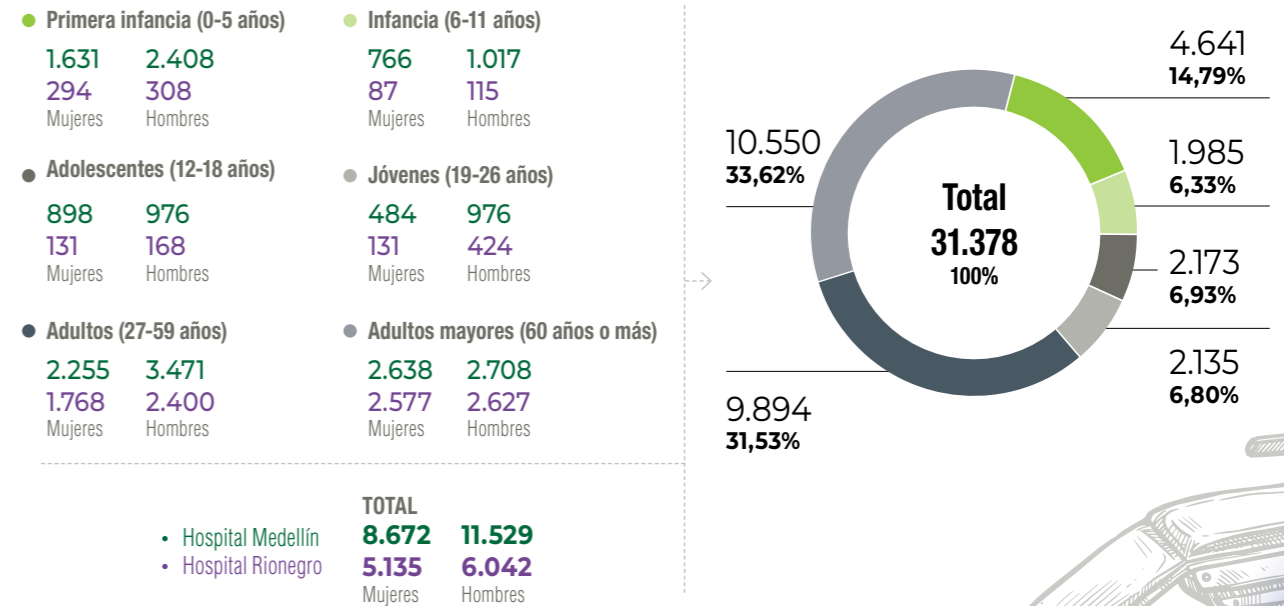 Primera infancia (0-5 años)
1.631 2.408
294 308
Mujeres Hombres
Infancia (6-11 años)
766 1.017
87 115
Mujeres Hombres
Adolescentes (12-18 años)
898 976
131 168
Mujeres Hombres
Jóvenes (19-26 años)
484 976
131 424
Mujeres Hombres
Adultos (27-59 años)
2.255 3.471
1.768 2.400
Mujeres Hombres
Adultos mayores (60 años o más)
2.638 2.708
2.577 2.627
Mujeres Hombres
TOTAL
• Hospital Medellín 8.672 11.529
• Hospital Rionegro 5.135 6.042
Mujeres Hombres
4.641
14,79%
1.985
6,33%
2.173
6,93%
2.135
6,80%
9.894
31,53%
10.550
33,62%
Total
31.378
100%